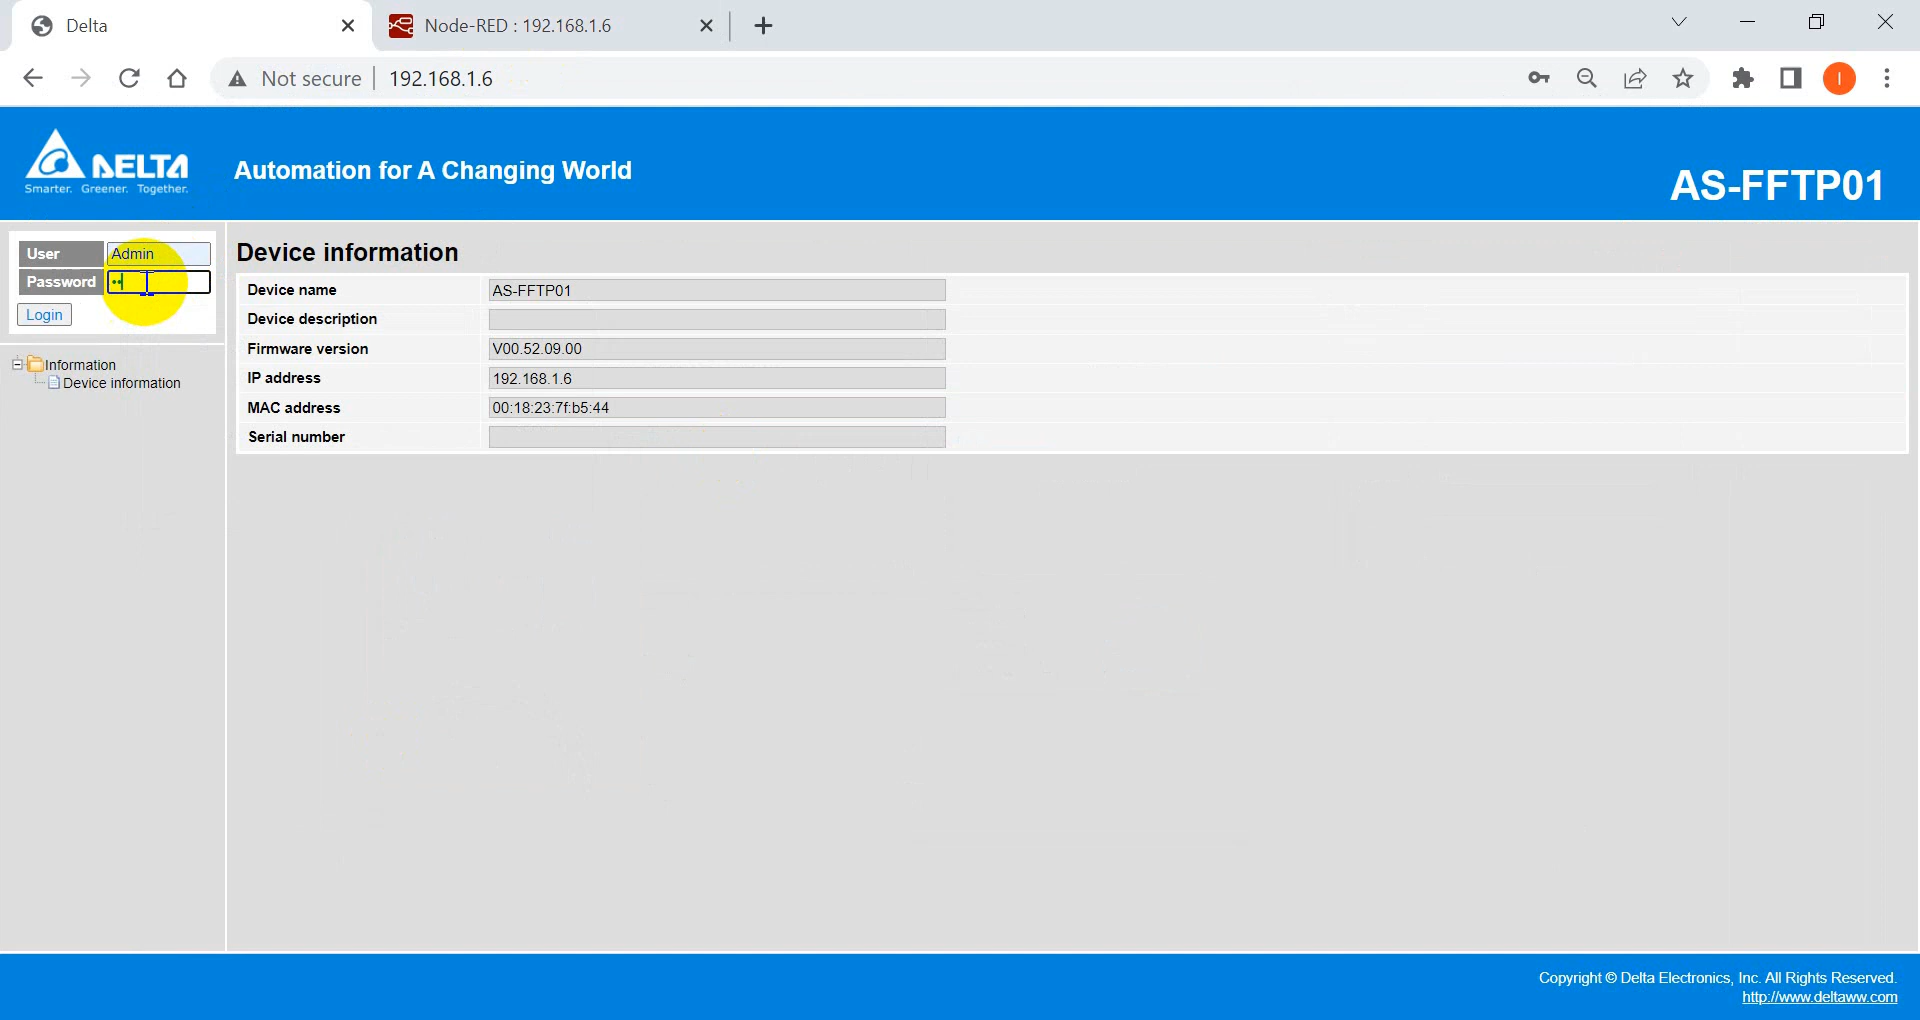 Delta
Node-RED : 192.168.1.6
Not secure
192.168.1.6
I
DELTA
Smarter. Greener. Together.
Automation for A Changing World
AS-FFTP01
User
Admin
Password
••
Login
Information
Device information
Device information
Device name
AS-FFTP01
Device description
Firmware version
V00.52.09.00
IP address
192.168.1.6
MAC address
00:18:23:7f:b5:44
Serial number
Copyright © Delta Electronics, Inc. All Rights Reserved.
http://www.deltaww.com